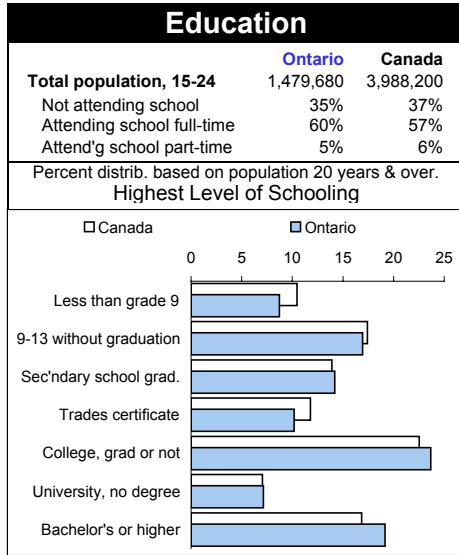 Education
Ontario Canada
Total population, 15-24 1,479,680 3,988,200
Not attending school 35% 37%
Attending school full-time 60% 57%
Attend'g school part-time 5% 6%
Percent distrib. based on population 20 years & over.
Highest Level of Schooling
Canada Ontario
0 5 10 15 20 25
Less than grade 9
9-13 without graduation
Sec'ndary school grad.
Trades certificate
College, grad or not
University, no degree
Bachelor's or higher